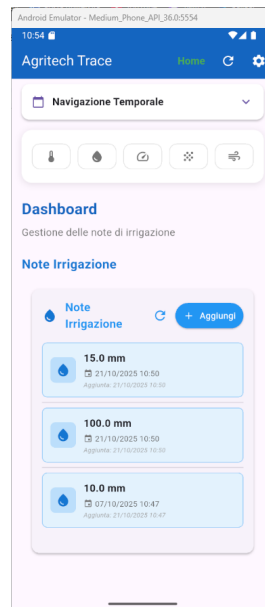 Android Emulator - Medium_Phone_API_36.0:5554
10:54
Agritech Trace Home
Navigazione Temporale
Dashboard
Gestione delle note di irrigazione
Note Irrigazione
Note
Irrigazione
+ Aggiungi
15.0 mm
21/10/2025 10:50
Aggiunta: 21/10/2025 10:50
100.0 mm
21/10/2025 10:50
Aggiunta: 21/10/2025 10:50
10.0 mm
07/10/2025 10:47
Aggiunta: 21/10/2025 10:47